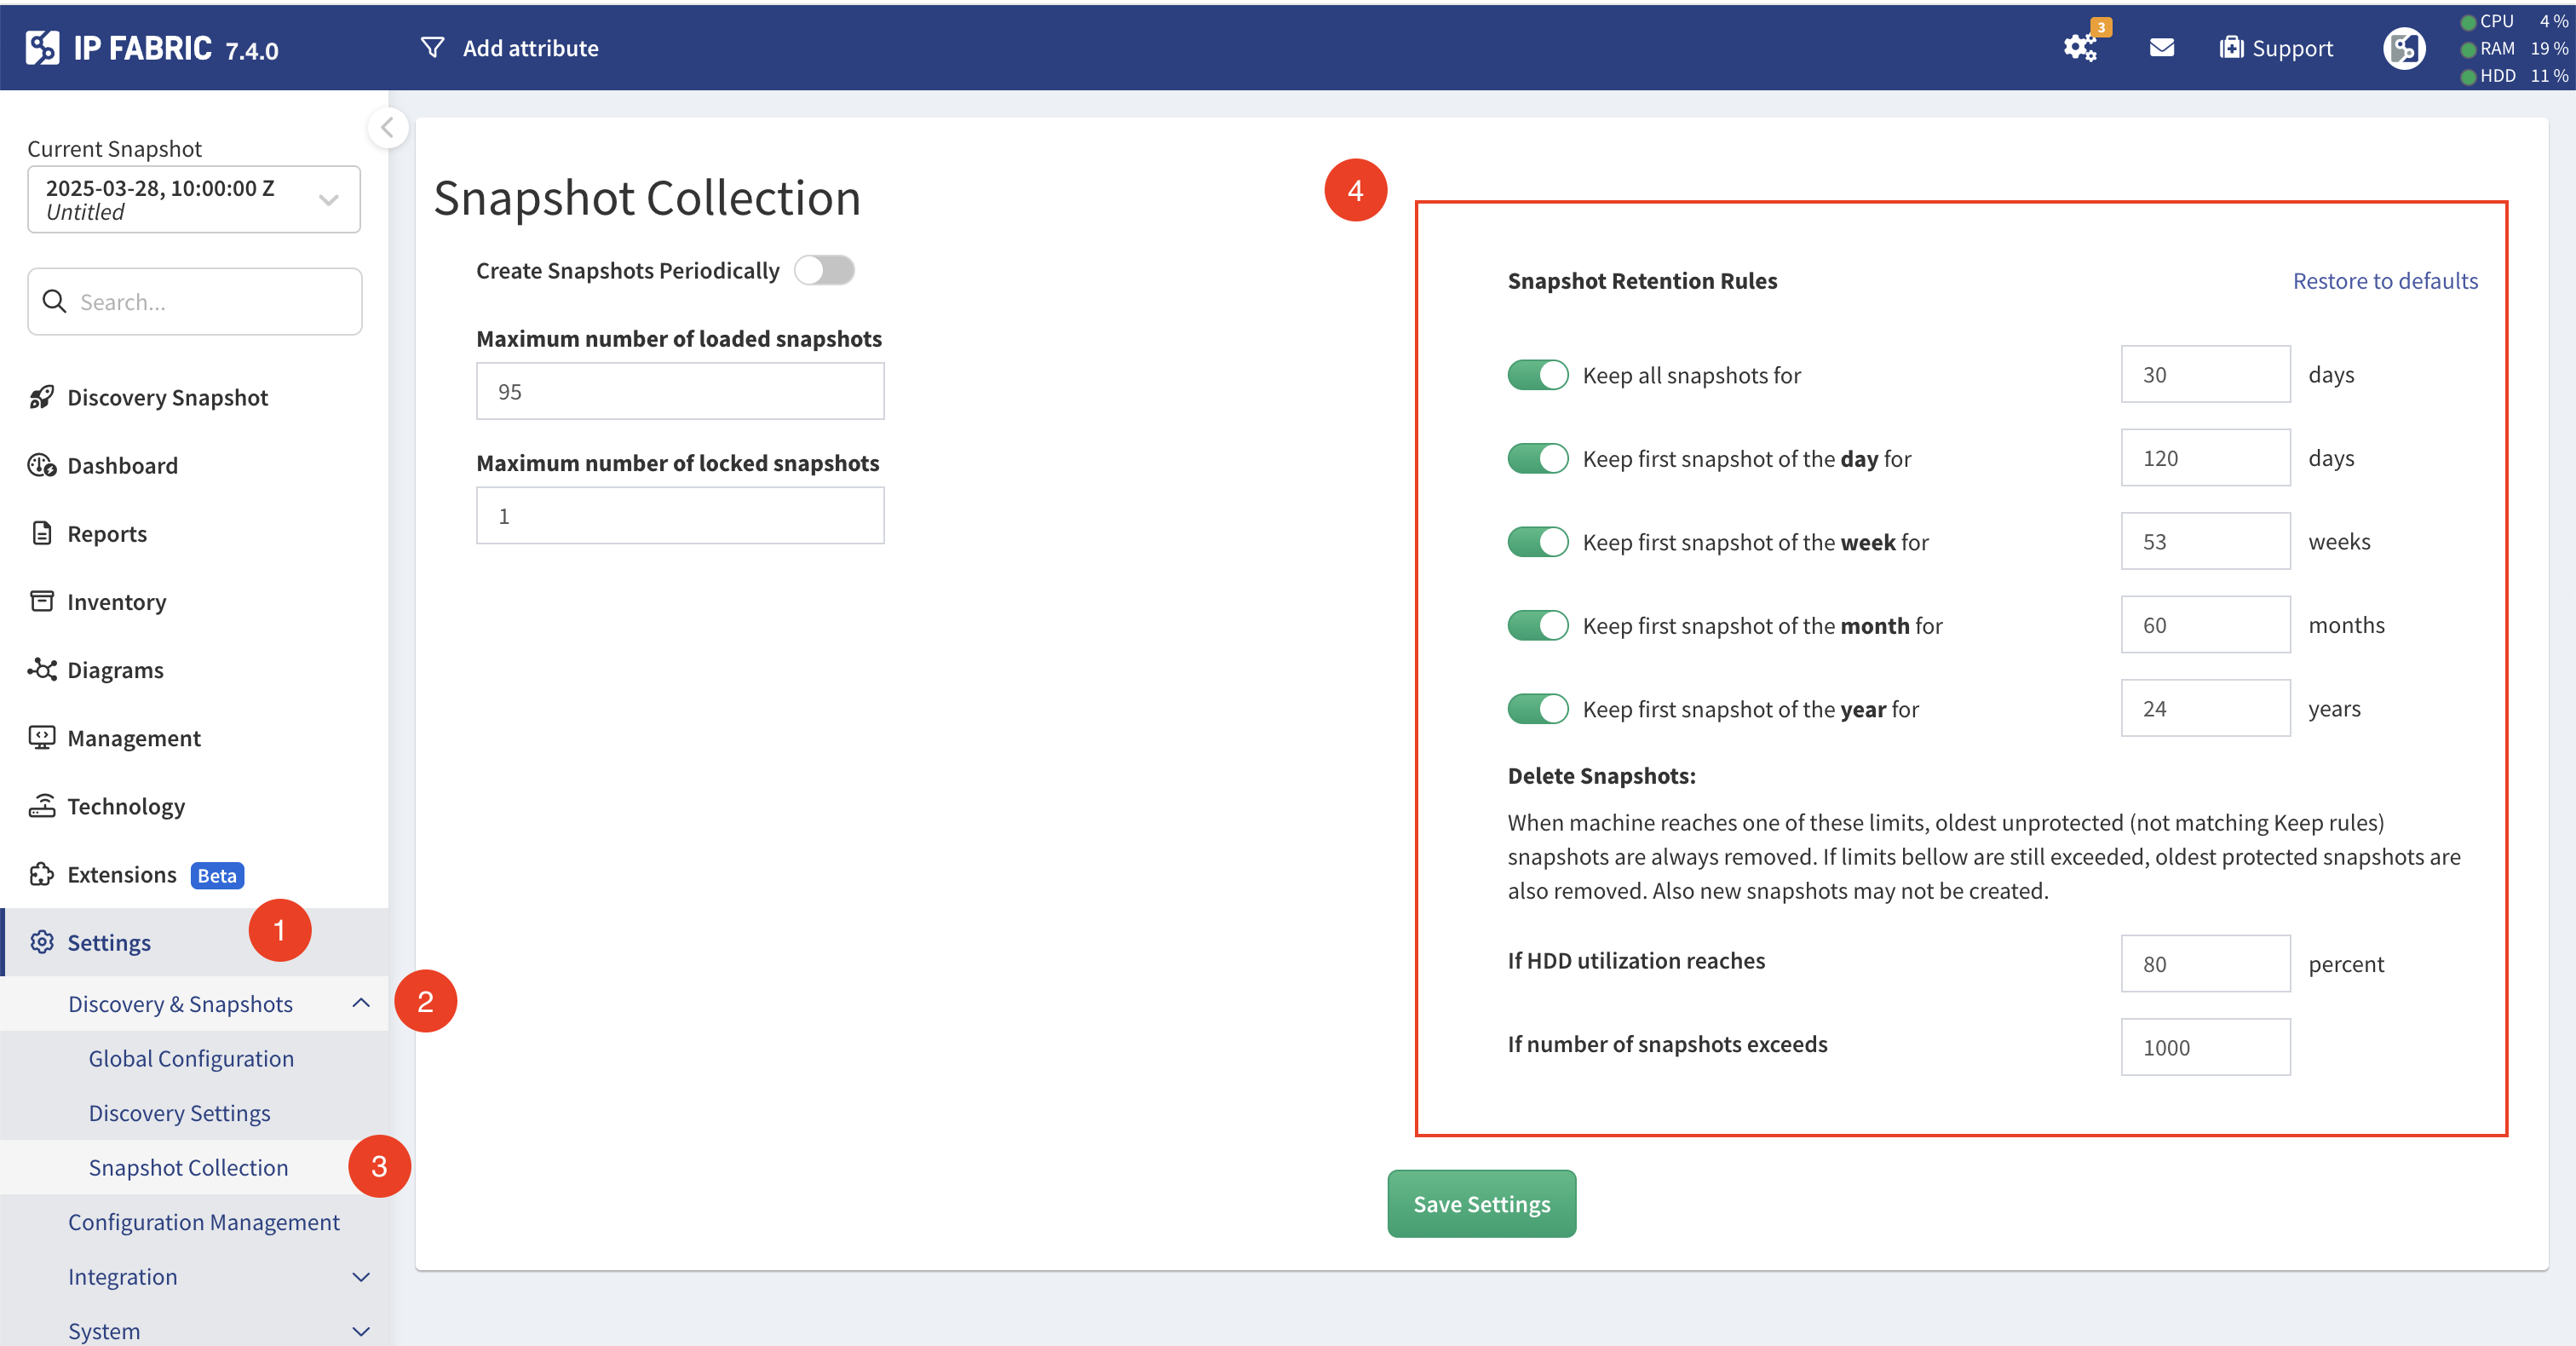 IP FABRIC 7.4.0
Add attribute
3
Support
CPU 4 %
RAM 19 %
HDD 11 %
Current Snapshot
2025-03-28, 10:00:00 Z
Untitled
Search...
Discovery Snapshot
Dashboard
Reports
Inventory
Diagrams
Management
Technology
Extensions Beta
Settings
1
Discovery & Snapshots
2
Global Configuration
Discovery Settings
Snapshot Collection
3
Configuration Management
Integration
System
Snapshot Collection
Create Snapshots Periodically
Maximum number of loaded snapshots
95
Maximum number of locked snapshots
1
4
Snapshot Retention Rules
Restore to defaults
Keep all snapshots for 30 days
Keep first snapshot of the day for 120 days
Keep first snapshot of the week for 53 weeks
Keep first snapshot of the month for 60 months
Keep first snapshot of the year for 24 years
Delete Snapshots:
When machine reaches one of these limits, oldest unprotected (not matching Keep rules)
snapshots are always removed. If limits bellow are still exceeded, oldest protected snapshots are
also removed. Also new snapshots may not be created.
If HDD utilization reaches 80 percent
If number of snapshots exceeds 1000
Save Settings